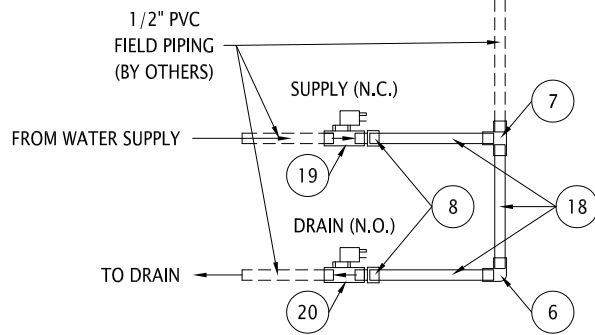 1/2" PVC
FIELD PIPING
(BY OTHERS)
SUPPLY (N.C.)
7
FROM WATER SUPPLY
19
8
18
DRAIN (N.O.)
TO DRAIN
20
6